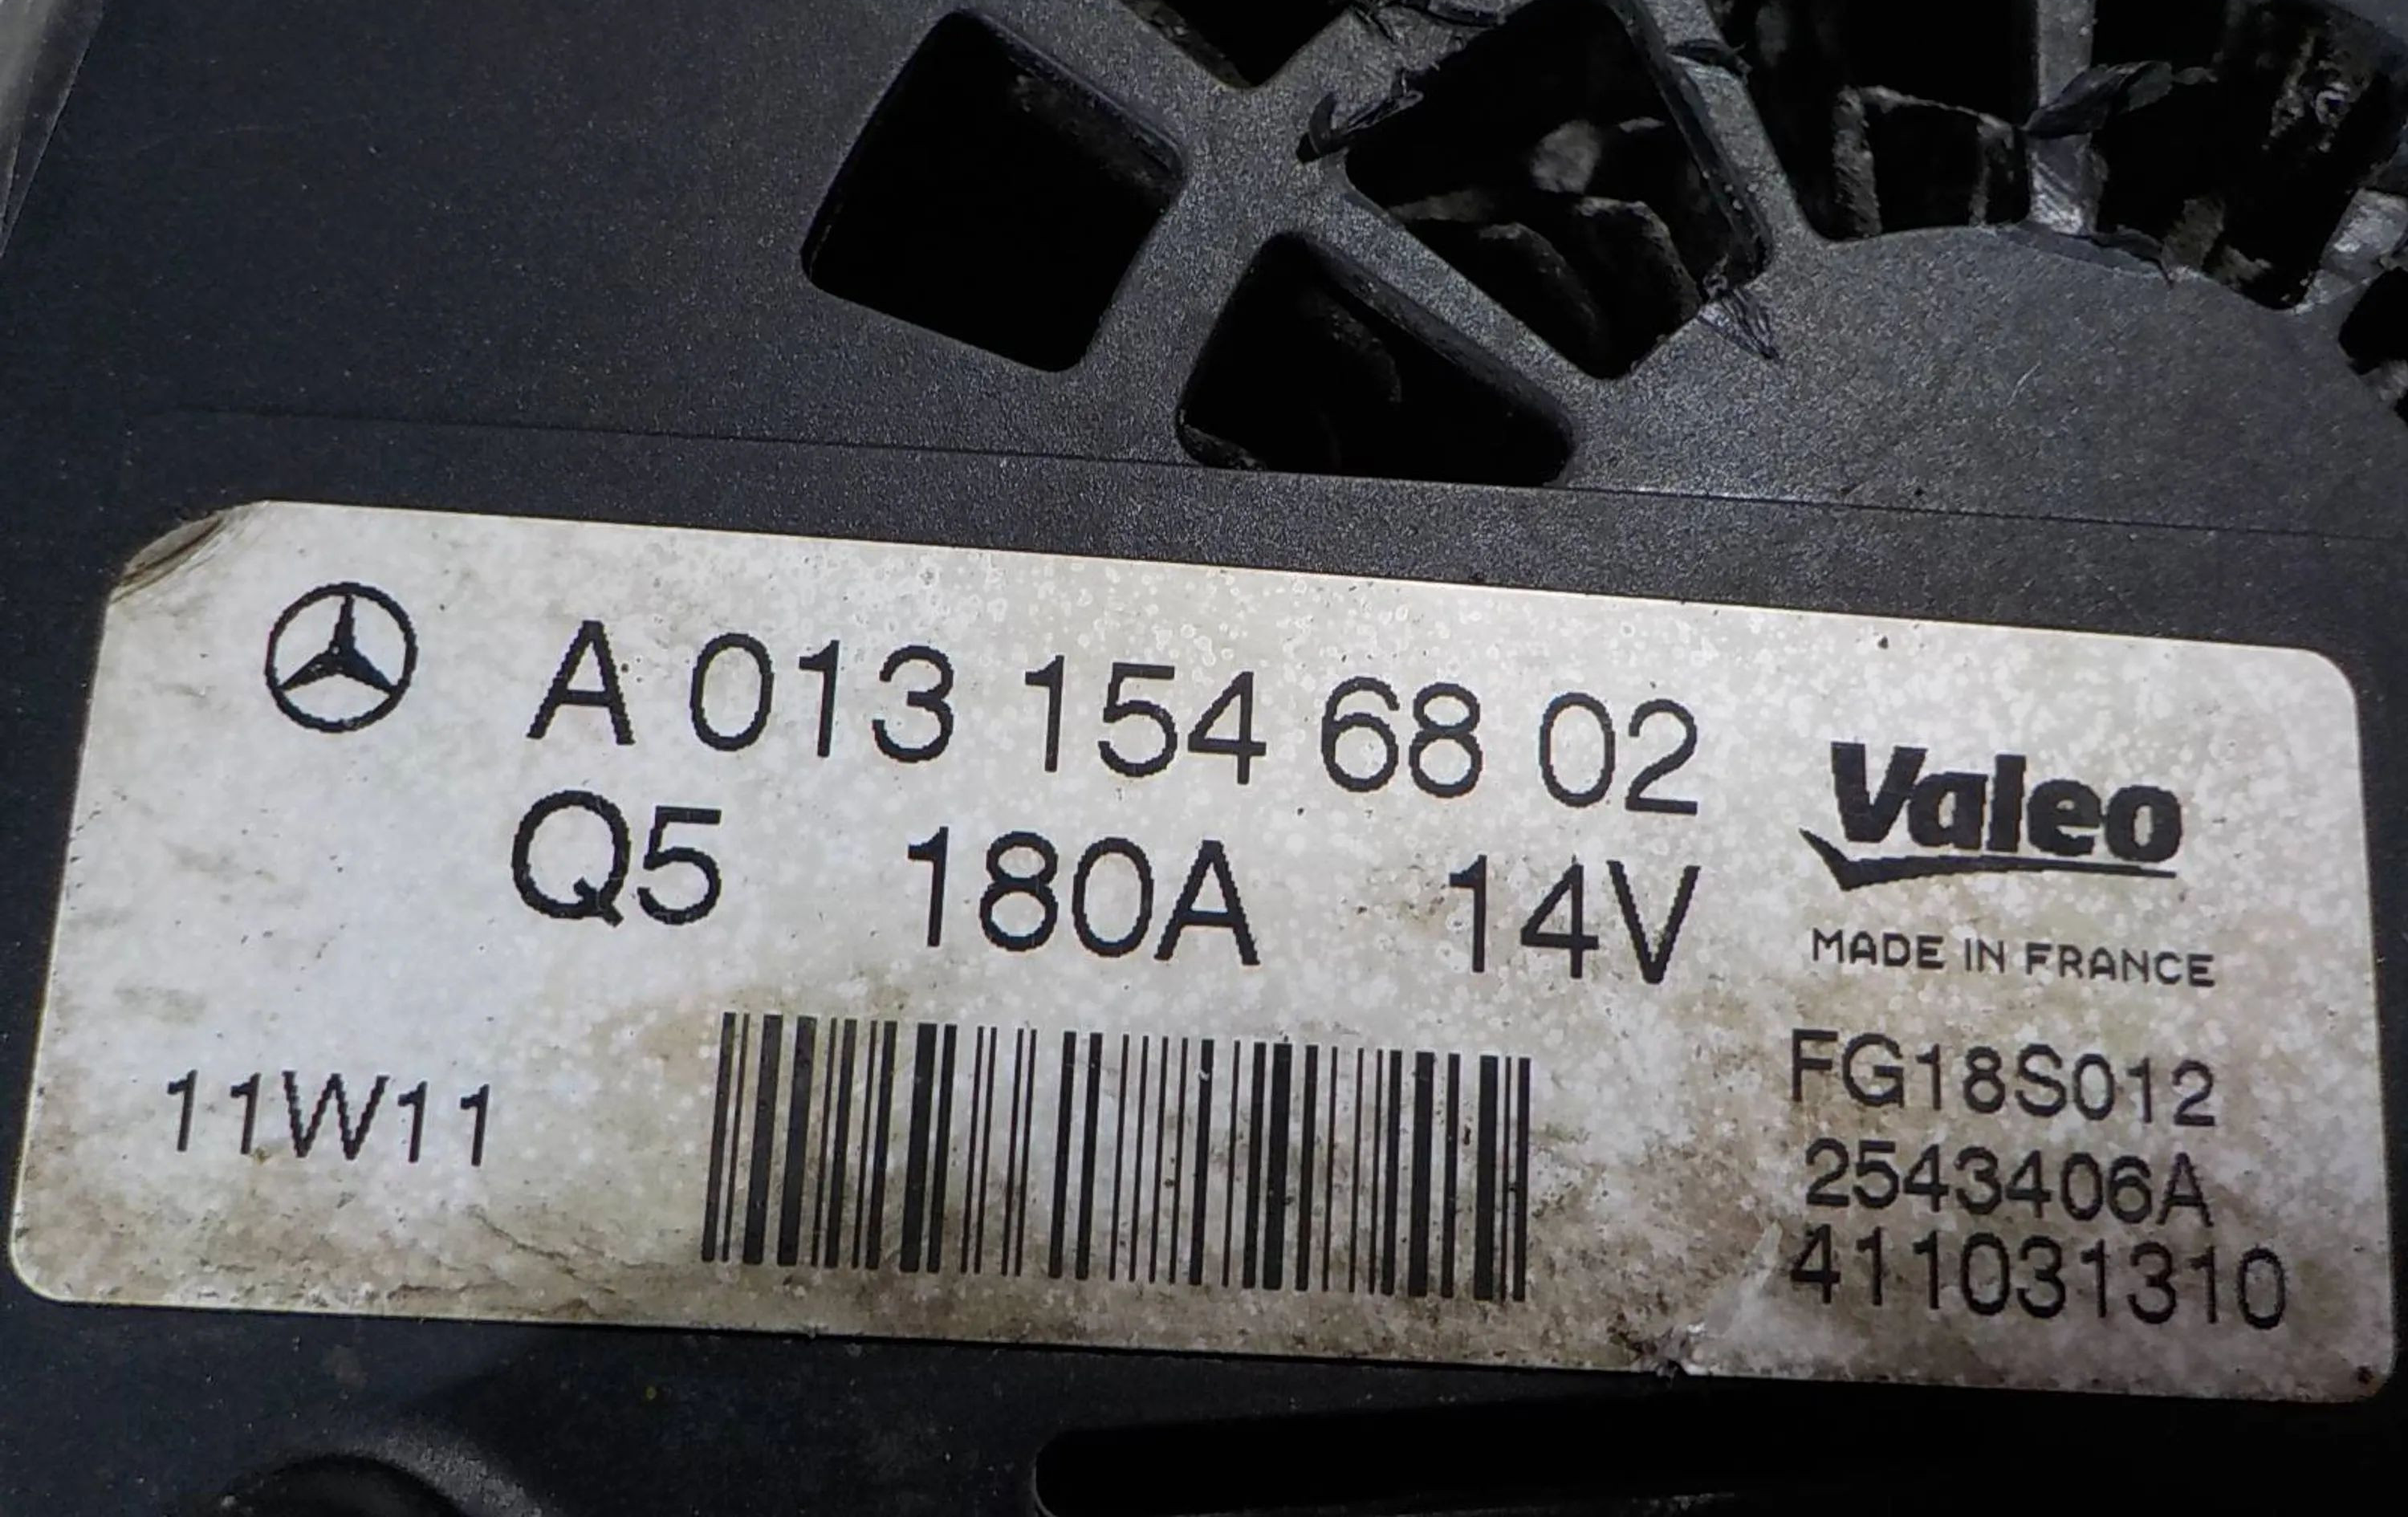 A 013 154 68 02
Q5 180A 14V
Valeo
MADE IN FRANCE
11W11
FG18S012
2543406A
411031310